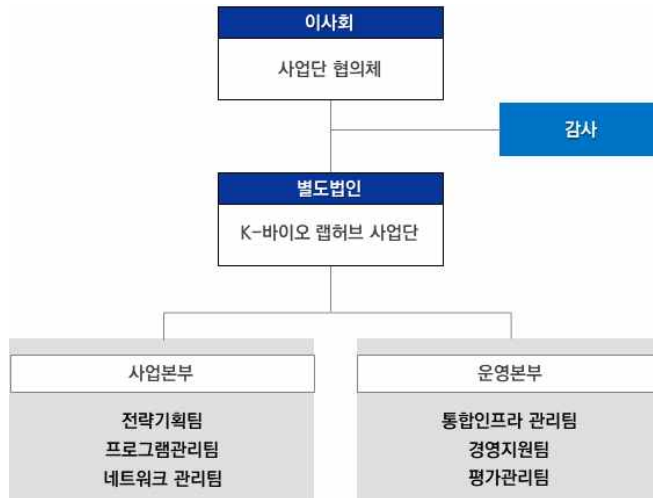 이사회
사업단 협의체
감사
별도법인
K-바이오 랩허브 사업단
사업본부
전략기획팀
프로그램관리팀
네트워크 관리팀
운영본부
통합인프라 관리팀
경영지원팀
평가관리팀